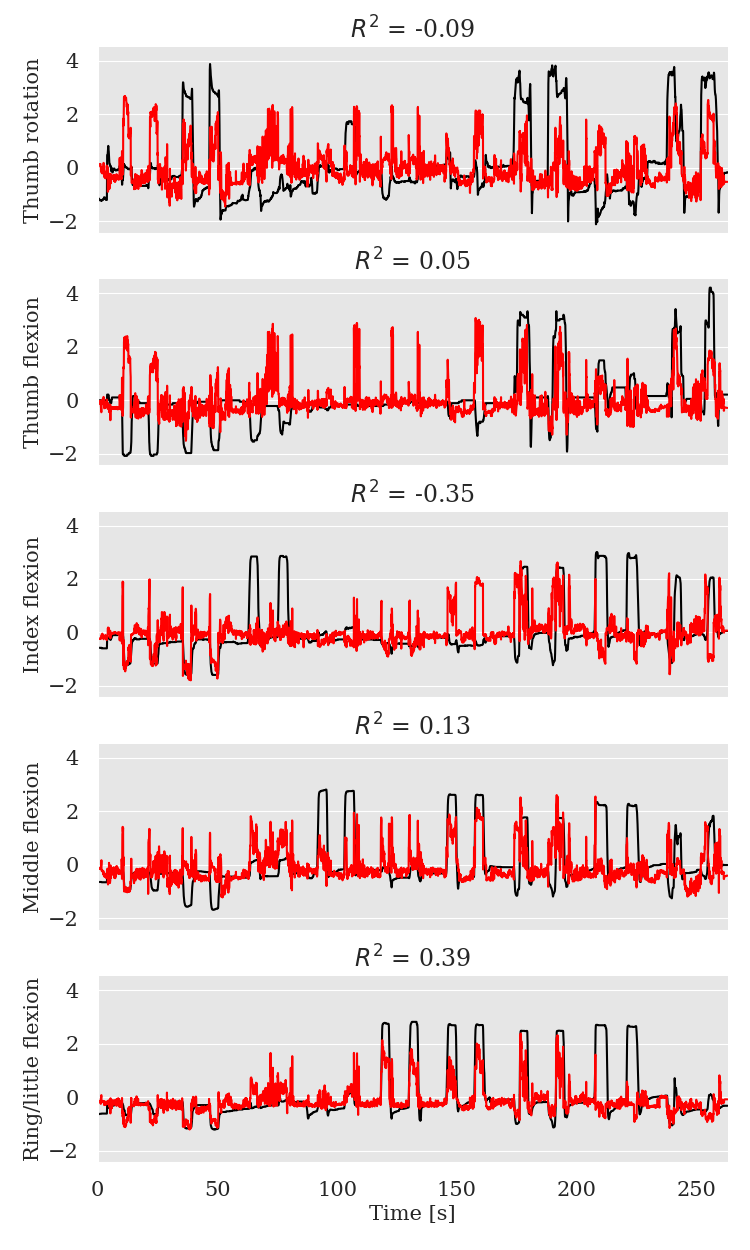 R² = -0.09
Thumb rotation
4
2
0
−2
R² = 0.05
Thumb flexion
4
2
0
−2
R² = -0.35
Index flexion
4
2
0
−2
R² = 0.13
Middle flexion
4
2
0
−2
R² = 0.39
Ring/little flexion
4
2
0
−2
0 50 100 150 200 250
Time [s]